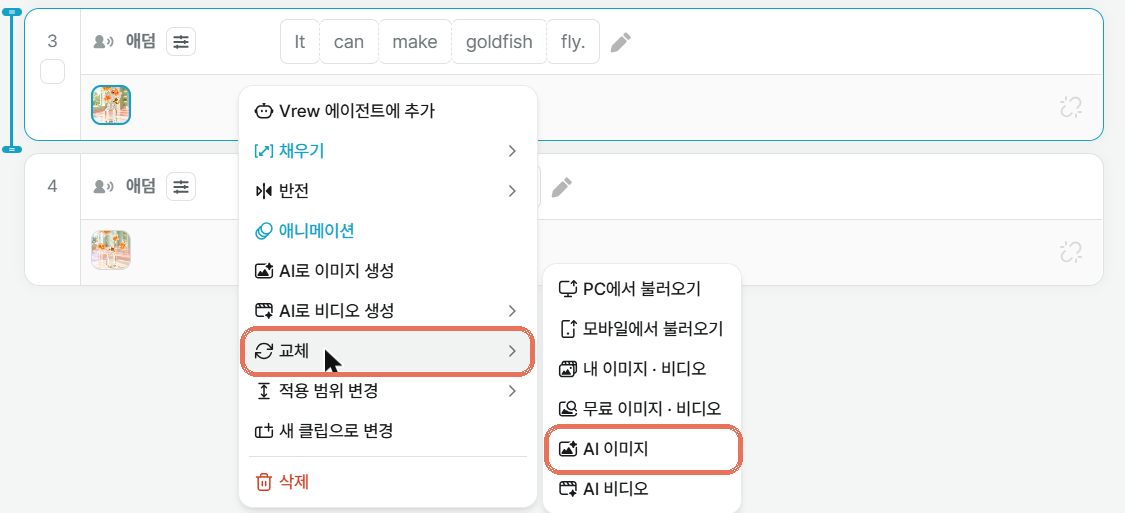 3 애덤 It can make goldfish fly.
Vrew 에이전트에 추가
채우기
반전
애니메이션
AI로 이미지 생성
AI로 비디오 생성
교체
적용 범위 변경
새 클립으로 변경
삭제
4 애덤
PC에서 불러오기
모바일에서 불러오기
내 이미지 · 비디오
무료 이미지 · 비디오
AI 이미지
AI 비디오